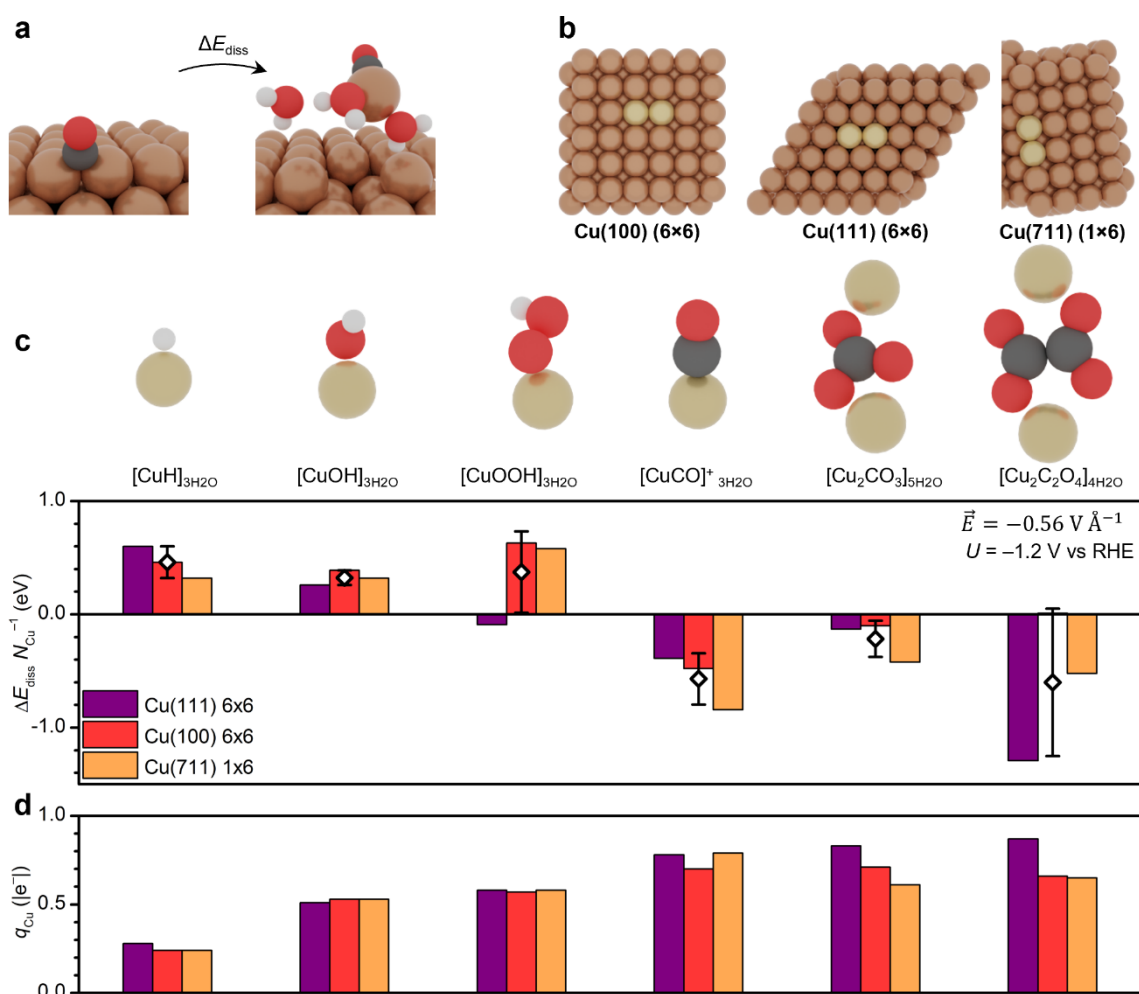 a
b
ΔE_diss
Cu(100) (6×6)
Cu(111) (6×6)
Cu(711) (1×6)
c
[CuH]3H2O
[CuOH]3H2O
[CuOOH]3H2O
[CuCO]+ 3H2O
[Cu2CO3]5H2O
[Cu2C2O4]4H2O
1.0
0.0
-1.0
ΔEdiss NCu−1 (eV)
E⃗ = −0.56 V Å−1
U = −1.2 V vs RHE
Cu(111) 6x6
Cu(100) 6x6
Cu(711) 1x6
d
1.0
0.5
0.0
qCu (|e−|)